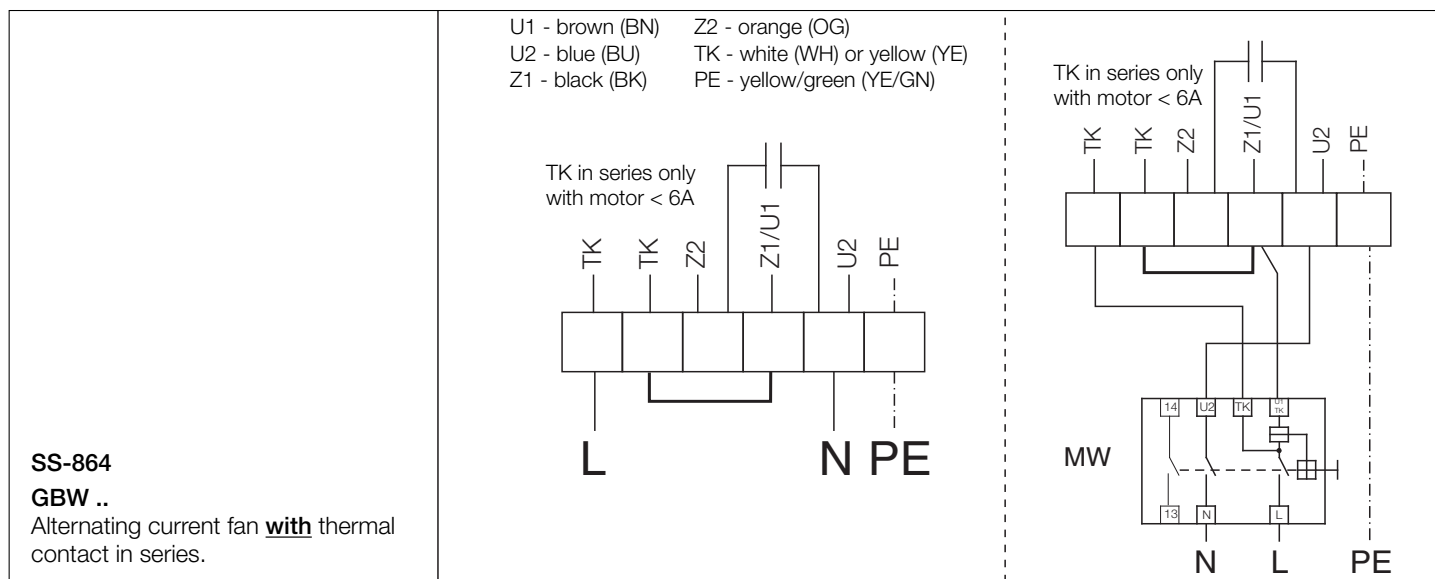 U1 - brown (BN) Z2 - orange (OG)
U2 - blue (BU) TK - white (WH) or yellow (YE)
Z1 - black (BK) PE - yellow/green (YE/GN)
TK in series only
with motor < 6A
TK TK Z2 Z1/U1 U2 PE
L N PE
TK in series only
with motor < 6A
TK TK Z2 Z1/U1 U2 PE
14 U2 TK U1
TK
MW
13 N L
N L PE
SS-864
GBW ..
Alternating current fan with thermal
contact in series.